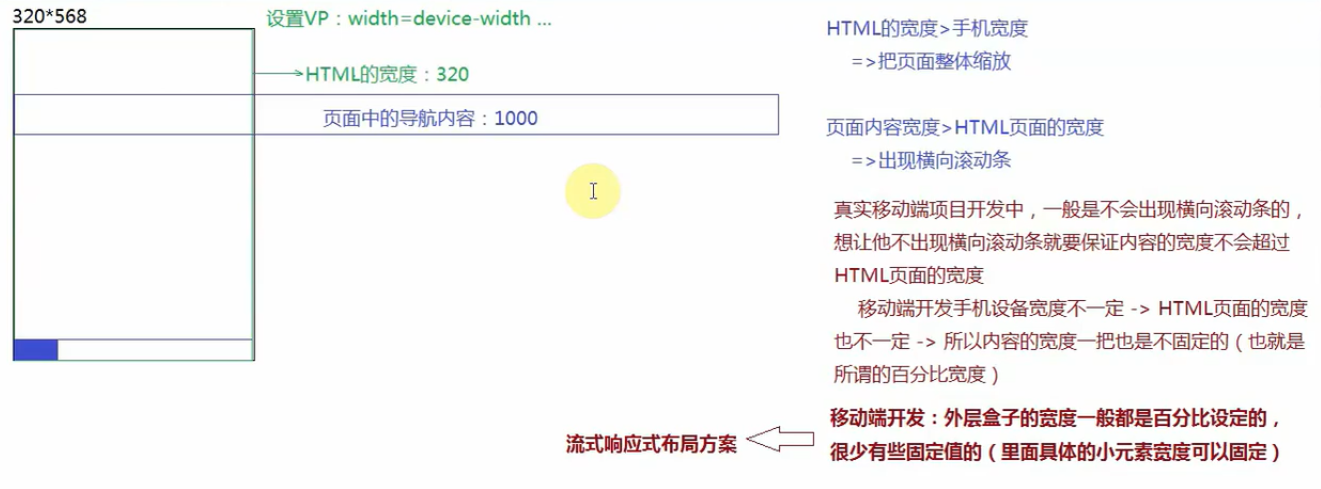 320*568
设置VP：width=device-width ...
HTML的宽度：320
页面中的导航内容：1000
HTML的宽度>手机宽度
=>把页面整体缩放
页面内容宽度>HTML页面的宽度
=>出现横向滚动条
真实移动端项目开发中，一般是不会出现横向滚动条的，
想让他不出现横向滚动条就要保证内容的宽度不会超过
HTML页面的宽度
移动端开发手机设备宽度不一定 -> HTML页面的宽度
也不一定 -> 所以内容的宽度一把也是不固定的（也就是
所谓的百分比宽度）
移动端开发：外层盒子的宽度一般都是百分比设定的，
很少有些固定值的（里面具体的小元素宽度可以固定）
流式响应式布局方案